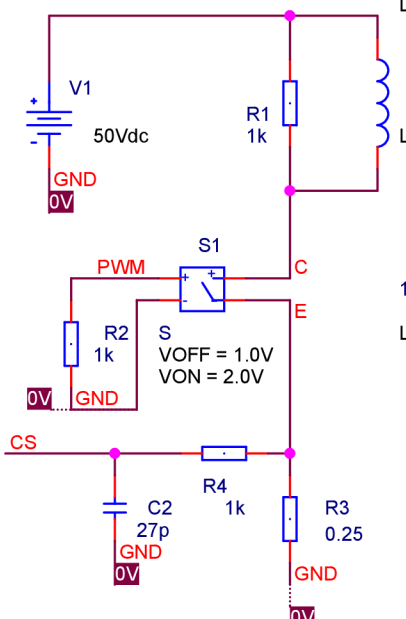 L
V1
+
R1
50Vdc
1k
L
-
GND
0V
S1
PWM
C
+ +
-
E
1
R2
1k
S
VOFF = 1.0V
VON = 2.0V
L
0V
GND
CS
R4
1k
C2
27p
R3
0.25
GND
0V
GND
0V